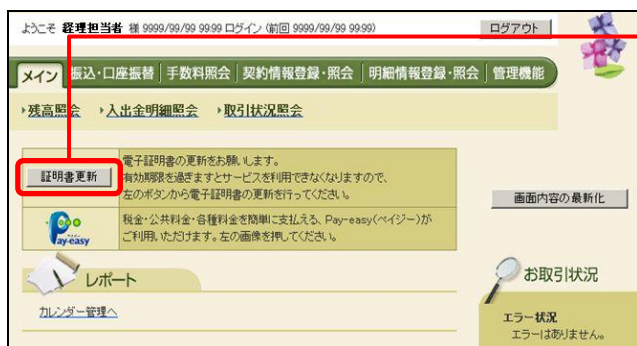 ようこそ 経理担当者 様 9999/99/99 99:99 ログイン (前回 9999/99/99 99:99)
ログアウト
メイン 振込・口座振替 手数料照会 契約情報登録・照会 明細情報登録・照会 管理機能
残高照会 入出金明細照会 取引状況照会
証明書更新
電子証明書の更新をお願いします。
有効期限を過ぎますとサービスを利用できなくなりますので、
左のボタンから電子証明書の更新を行ってください。
画面内容の最新化
Pay-easy
税金・公共料金・各種料金を簡単に支払える、Pay-easy(ペイジー)が
ご利用いただけます。左の画像を押してください。
レポート
お取引状況
カレンダー管理へ
エラー状況
エラーはありません。